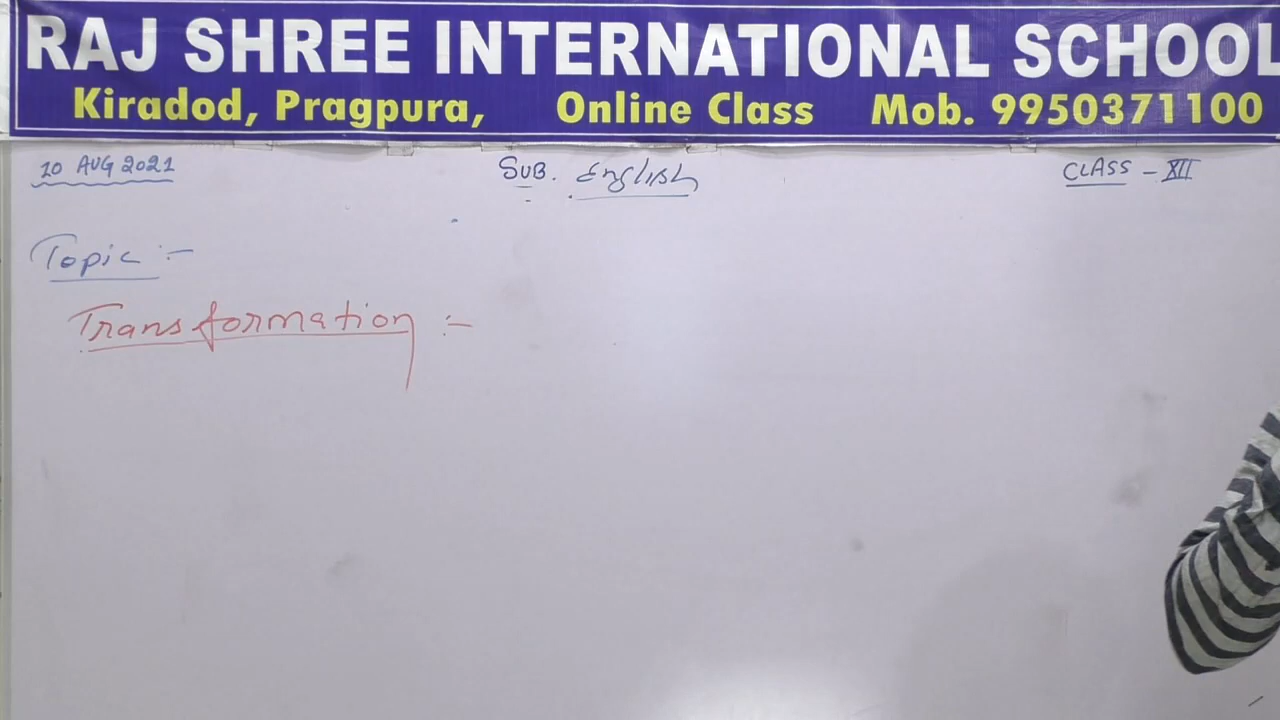 RAJ SHREE INTERNATIONAL SCHOOL
Kiradod, Pragpura, Online Class Mob. 9950371100
10 AUG 2021 SUB. English CLASS - XII
Topic :-
Transformation :-